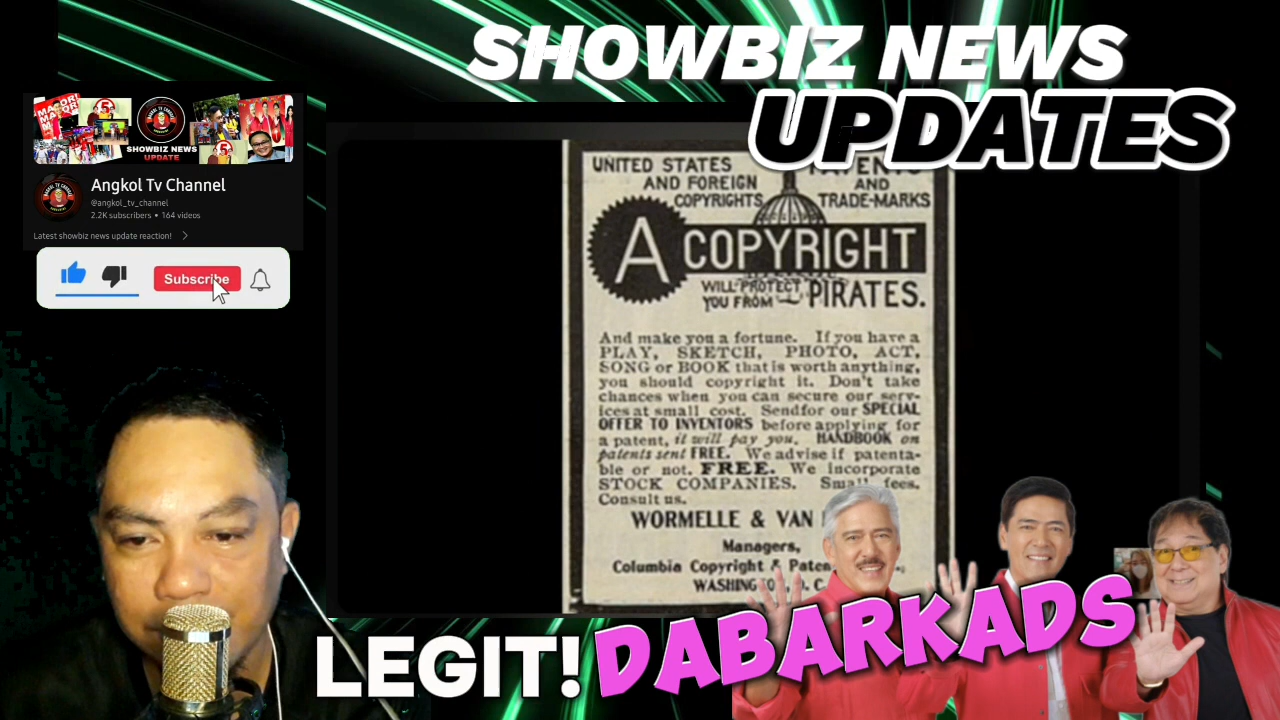 SHOWBIZ NEWS
UPDATES
SHOWBIZ NEWS
UPDATE
Angkol Tv Channel
@angkol_tv_channel
2.2K subscribers • 164 videos
Latest showbiz news update reaction!
Subscribe
UNITED STATES
AND FOREIGN
COPYRIGHTS
PATENTS
AND
TRADE-MARKS
A COPYRIGHT
WILL PROTECT
YOU FROM
PIRATES.
And make you a fortune. If you have a
PLAY, SKETCH, PHOTO, ACT,
SONG or BOOK that is worth anything,
you should copyright it. Don't take
chances when you can secure our serv-
ices at small cost. Send for our SPECIAL
OFFER TO INVENTORS before applying for
a patent, it will pay you. HANDBOOK on
patents sent FREE. We advise if patenta-
ble or not. FREE. We incorporate
STOCK COMPANIES. Small fees.
Consult us.
WORMELLE & VAN
Managers,
Columbia Copyright &
WASHINGTON, D. C.
LEGIT! DABARKADS